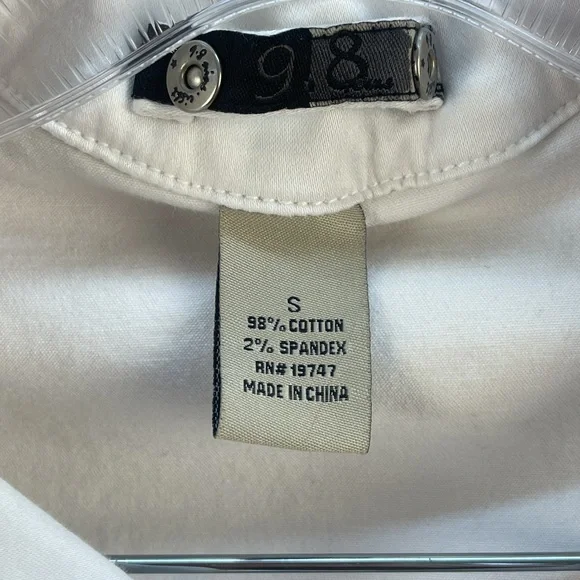 9.8
S
98% COTTON
2% SPANDEX
RN# 19747
MADE IN CHINA